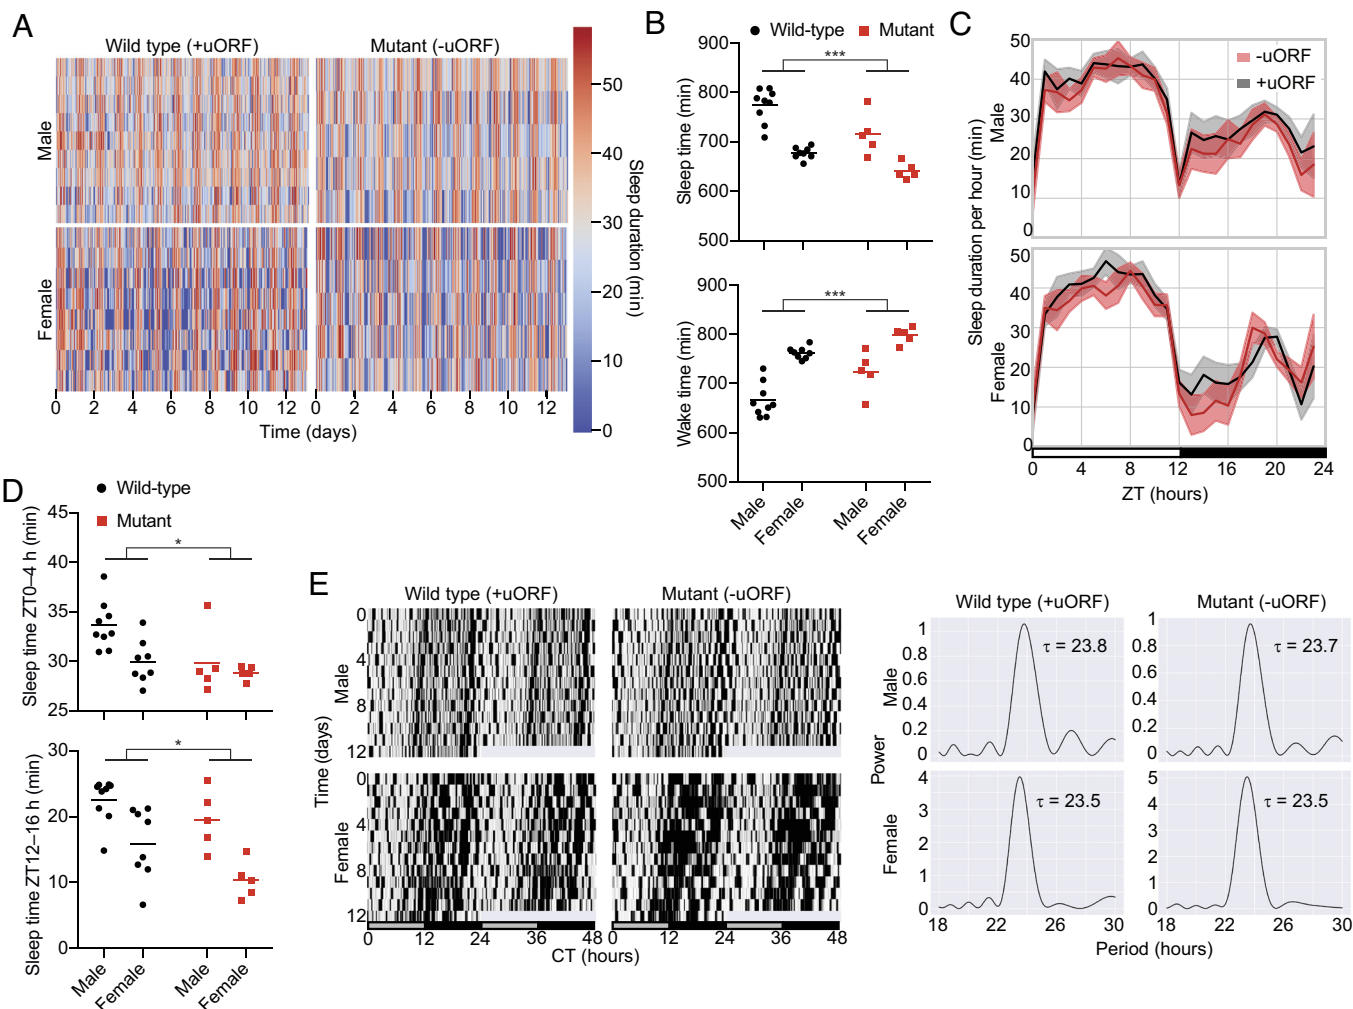 A
Wild type (+uORF)
Mutant (-uORF)
Male
Female
0 2 4 6 8 10 12
0 2 4 6 8 10 12
Time (days)
50
40
30
20
10
0
Sleep duration (min)
B
Wild-type
Mutant
900
800
700
600
500
Sleep time (min)
***
900
800
700
600
500
Wake time (min)
***
Male
Female
Male
Female
C
50
40
30
20
10
0
Male
-uORF
+uORF
Sleep duration per hour (min)
50
40
30
20
10
0
Female
0 4 8 12 16 20 24
ZT (hours)
D
Wild-type
Mutant
45
40
35
30
25
Sleep time ZT0–4 h (min)
*
30
20
10
0
Sleep time ZT12–16 h (min)
*
Male
Female
Male
Female
E
Wild type (+uORF)
Mutant (-uORF)
0
4
8
12
Male
Time (days)
0
4
8
12
Female
0 12 24 36 48
0 12 24 36 48
CT (hours)
Wild type (+uORF)
Mutant (-uORF)
1
0.8
0.6
0.4
0.2
0
Male
τ = 23.8
1
0.8
0.6
0.4
0.2
0
τ = 23.7
Power
4
3
2
1
0
Female
τ = 23.5
5
4
3
2
1
0
τ = 23.5
18 22 26 30
18 22 26 30
Period (hours)